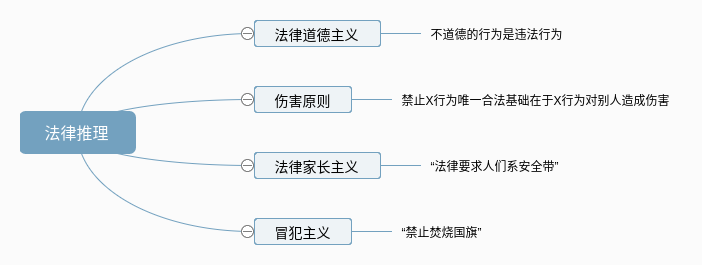 法律道德主义
不道德的行为是违法行为
伤害原则
禁止X行为唯一合法基础在于X行为对别人造成伤害
法律推理
法律家长主义
“法律要求人们系安全带”
冒犯主义
“禁止焚烧国旗”